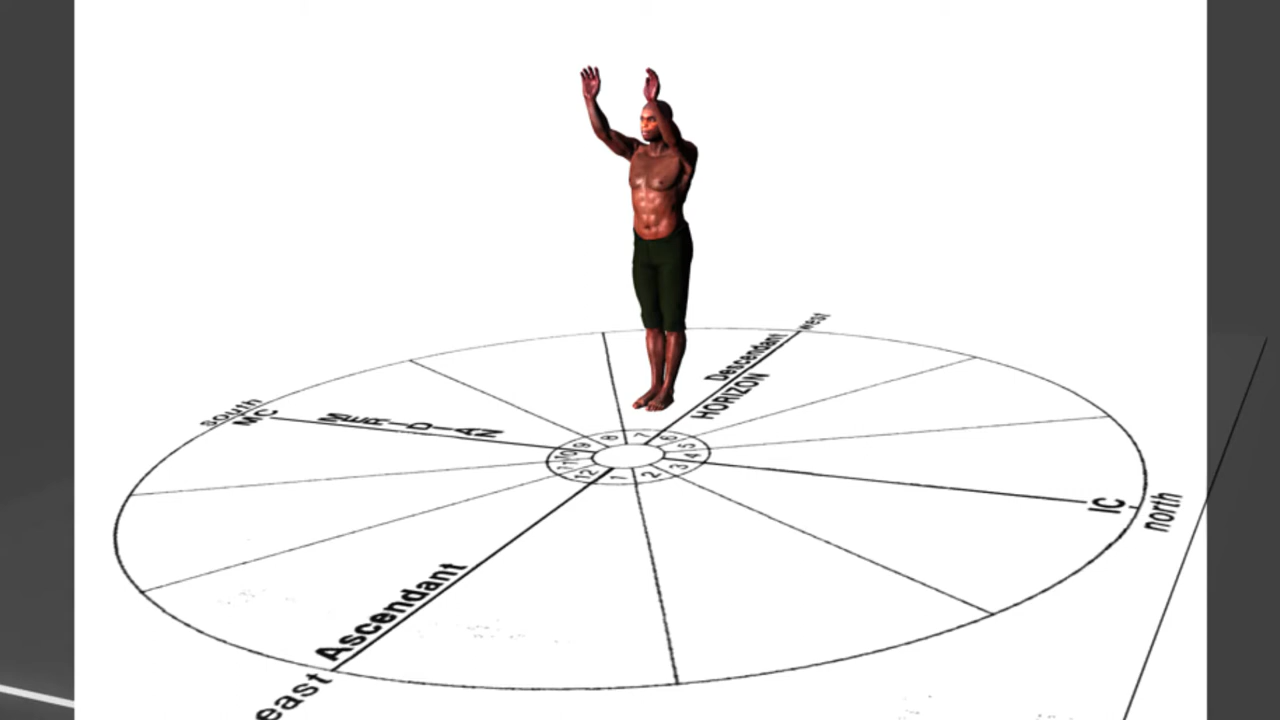 west
Descendant
HORIZON
south
MC
MERIDIAN
8
7
6
9
5
10
4
11
3
12
1
2
IC
north
Ascendant
east